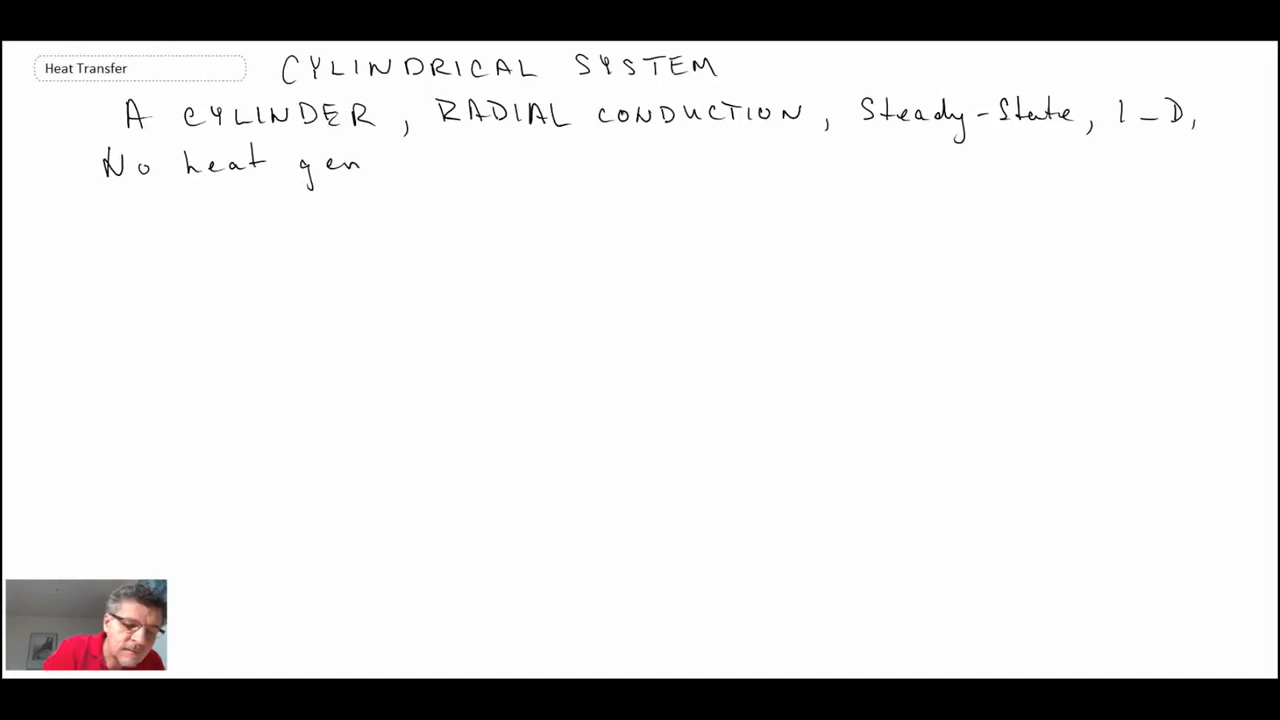 Heat Transfer
CYLINDRICAL SYSTEM
A CYLINDER, RADIAL CONDUCTION, Steady-State, 1-D,
No heat gen